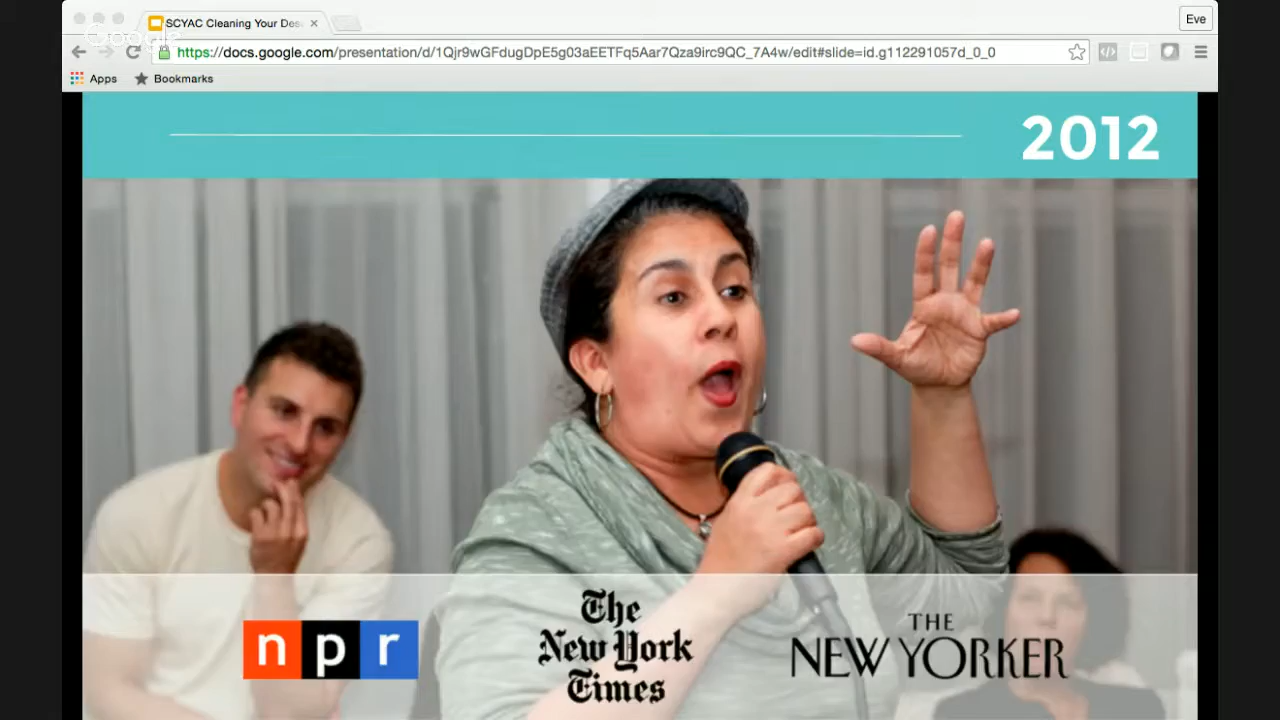 SCYAC Cleaning Your Des
Eve
Google
https://docs.google.com/presentation/d/1Qjr9wGFdugDpE5g03aEETFq5Aar7Qza9irc9QC_7A4w/edit#slide=id.g112291057d_0_0
Apps
Bookmarks
2012
npr
The
New York
Times
THE
NEW YORKER